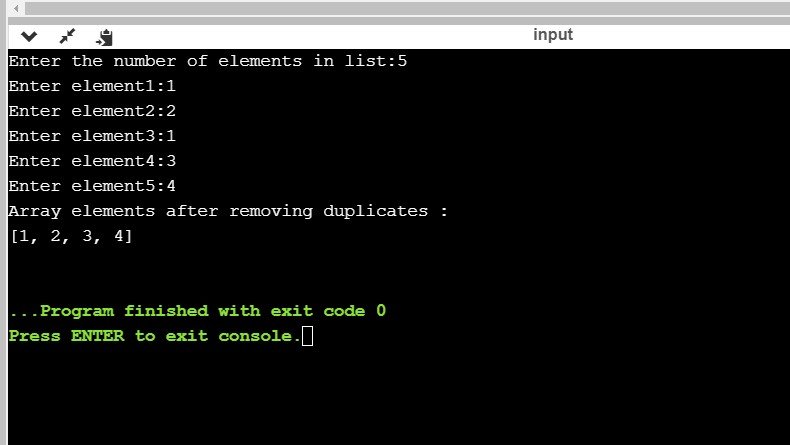 input
Enter the number of elements in list:5
Enter element1:1
Enter element2:2
Enter element3:1
Enter element4:3
Enter element5:4
Array elements after removing duplicates :
[1, 2, 3, 4]
...Program finished with exit code 0
Press ENTER to exit console.